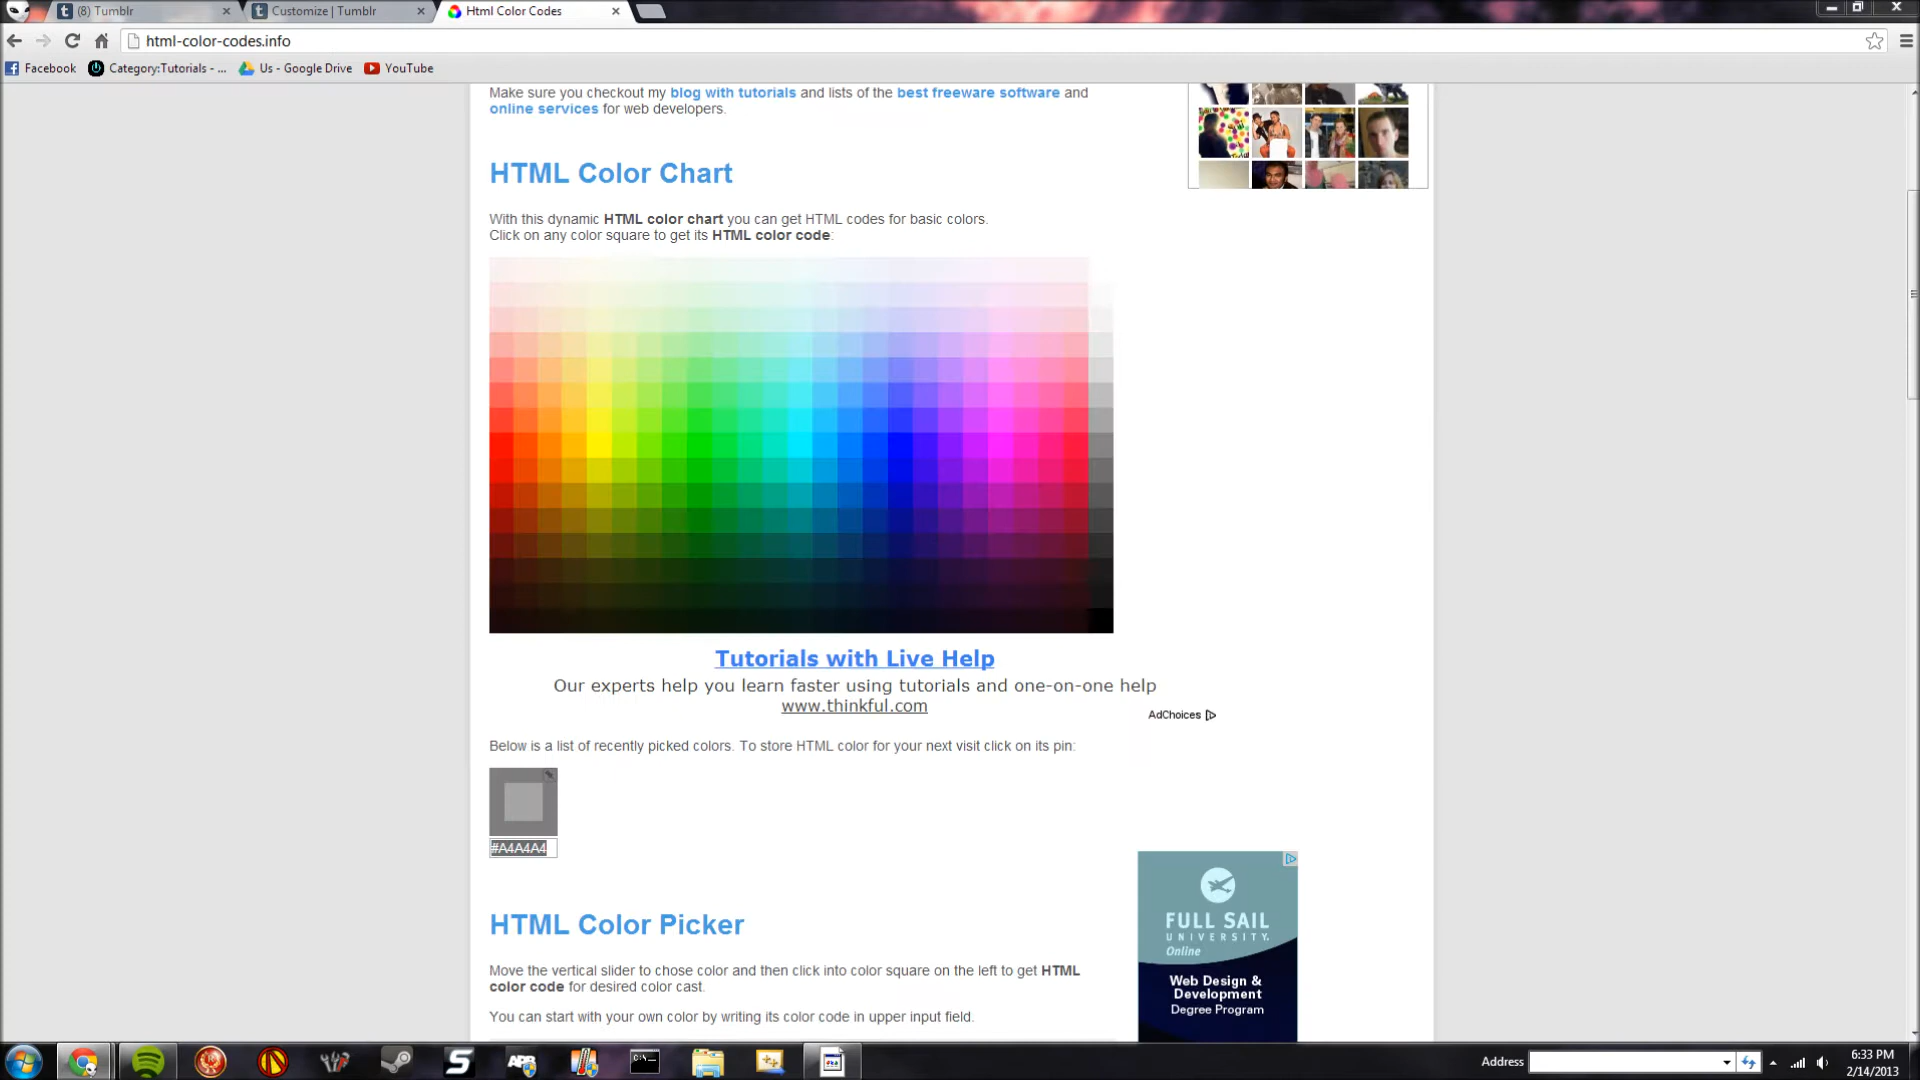 (8) Tumblr
Customize | Tumblr
Html Color Codes
html-color-codes.info
Facebook
Category:Tutorials - ...
Us - Google Drive
YouTube
Make sure you checkout my blog with tutorials and lists of the best freeware software and
online services for web developers.
HTML Color Chart
With this dynamic HTML color chart you can get HTML codes for basic colors.
Click on any color square to get its HTML color code:
Tutorials with Live Help
Our experts help you learn faster using tutorials and one-on-one help
www.thinkful.com
AdChoices
Below is a list of recently picked colors. To store HTML color for your next visit click on its pin:
#A4A4A4
HTML Color Picker
Move the vertical slider to chose color and then click into color square on the left to get HTML
color code for desired color cast.
You can start with your own color by writing its color code in upper input field.
FULL SAIL
UNIVERSITY.
Online
Web Design &
Development
Degree Program
APB
C:\
Address
6:33 PM
2/14/2013